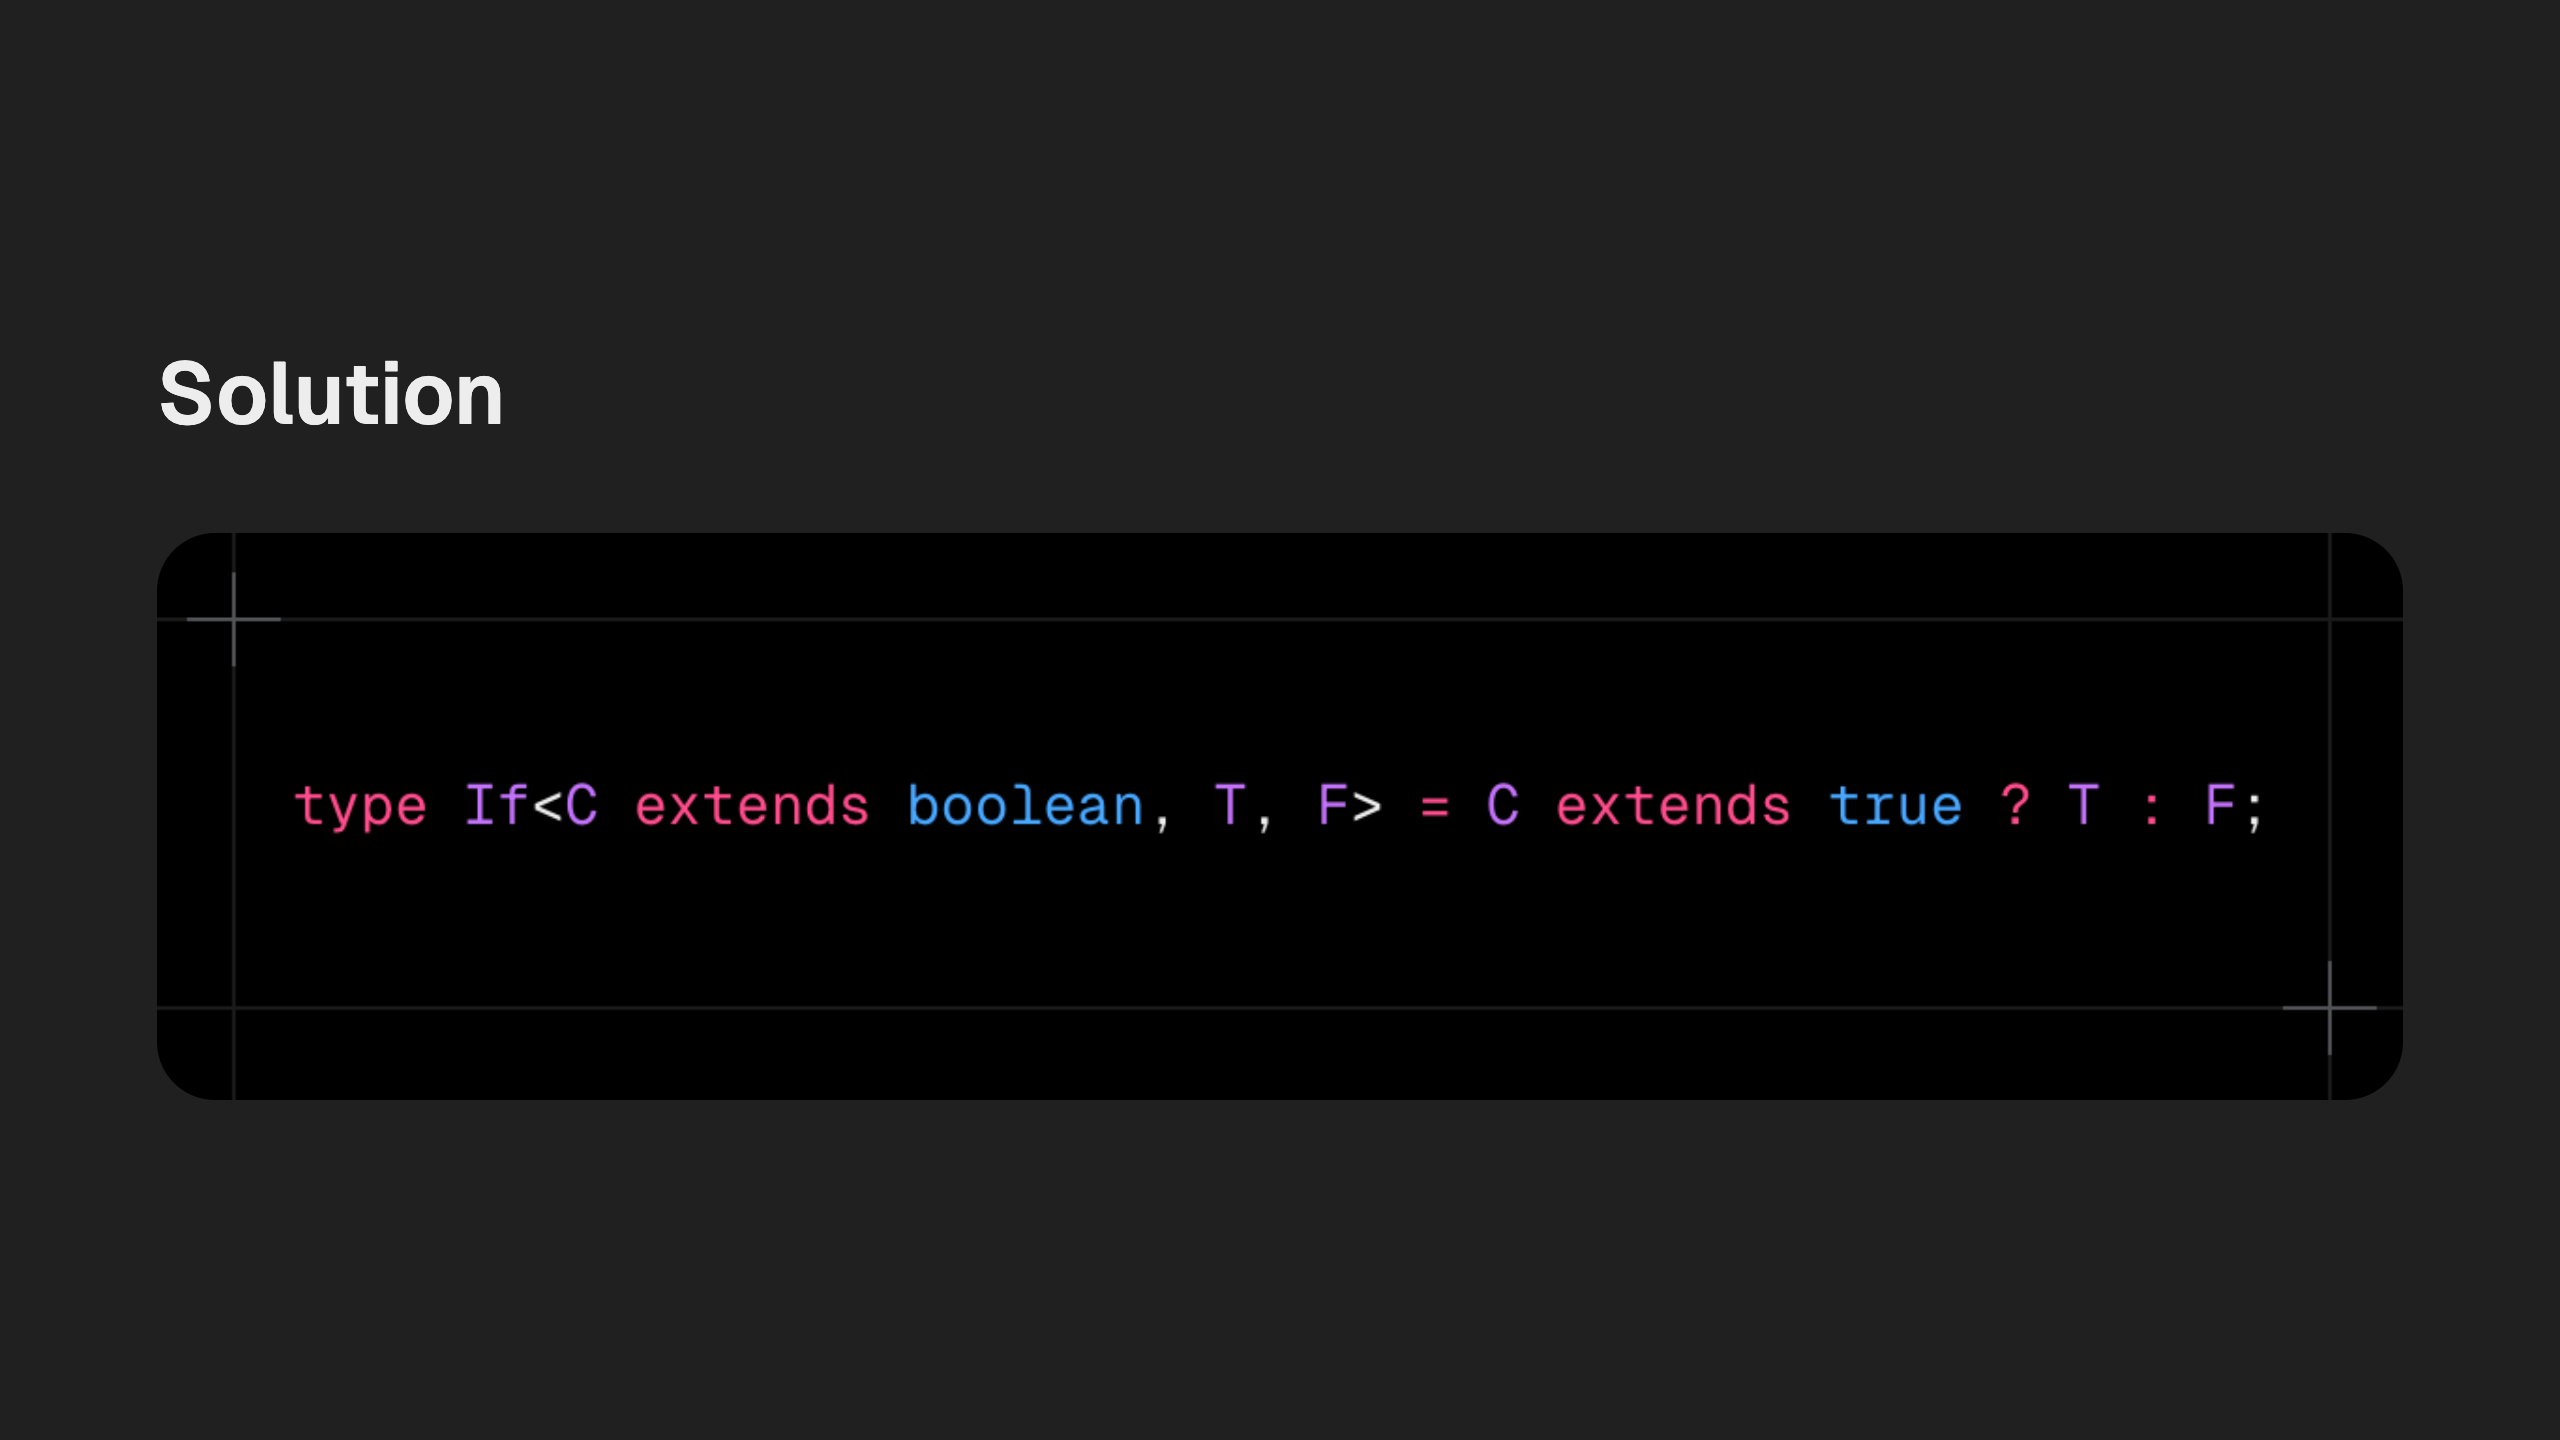 Solution
type If<C extends boolean, T, F> = C extends true ? T : F;